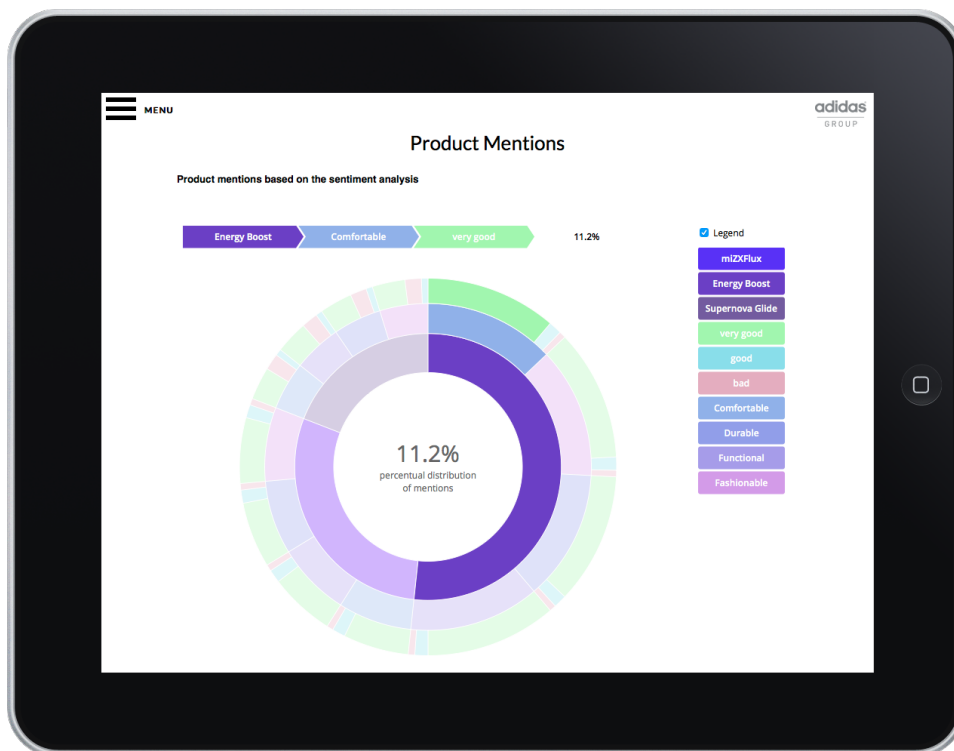 MENU
adidas
GROUP
Product Mentions
Product mentions based on the sentiment analysis
Energy Boost
Comfortable
very good
11.2%
Legend
miZXFlux
Energy Boost
Supernova Glide
very good
good
bad
Comfortable
Durable
Functional
Fashionable
11.2%
percentual distribution
of mentions